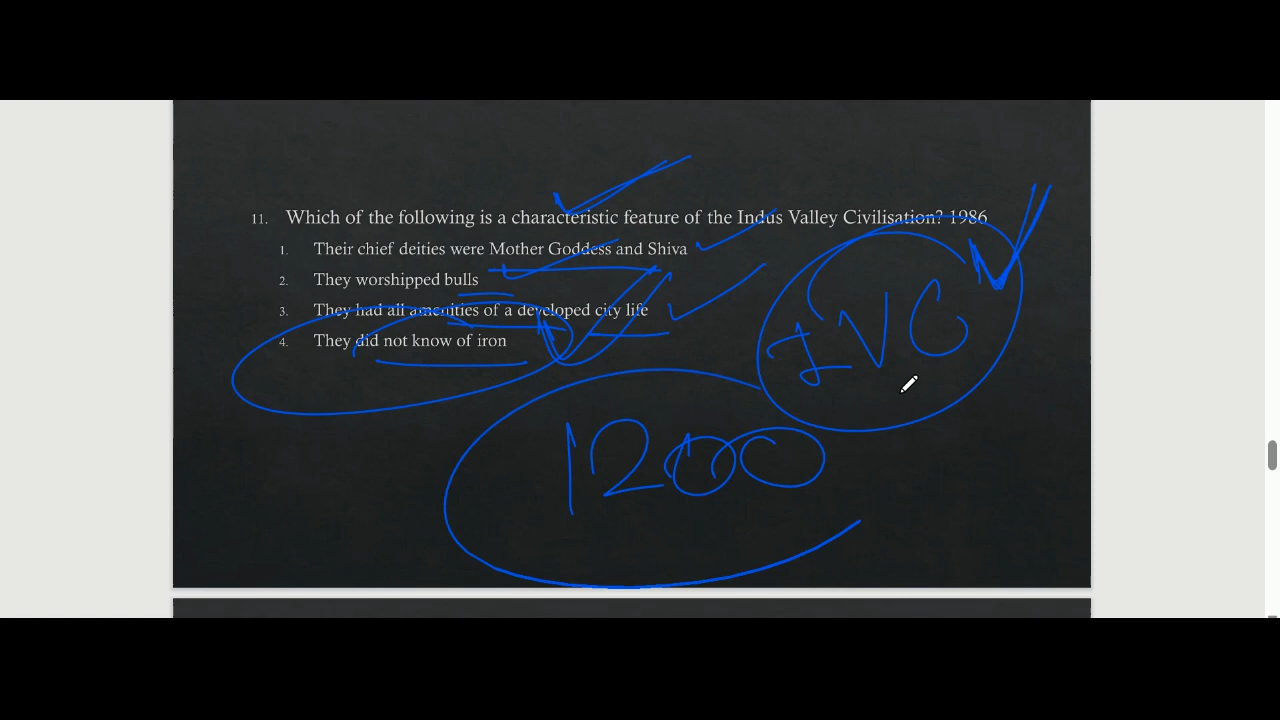 11. Which of the following is a characteristic feature of the Indus Valley Civilisation? 1986
1. Their chief deities were Mother Goddess and Shiva
2. They worshipped bulls
3. They had all amenities of a developed city life
4. They did not know of iron
IVC
1200